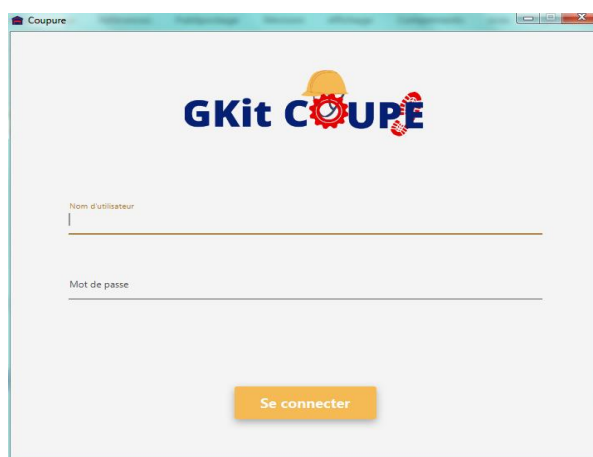 Coupure
GKit COUPE
Nom d'utilisateur
Mot de passe
Se connecter